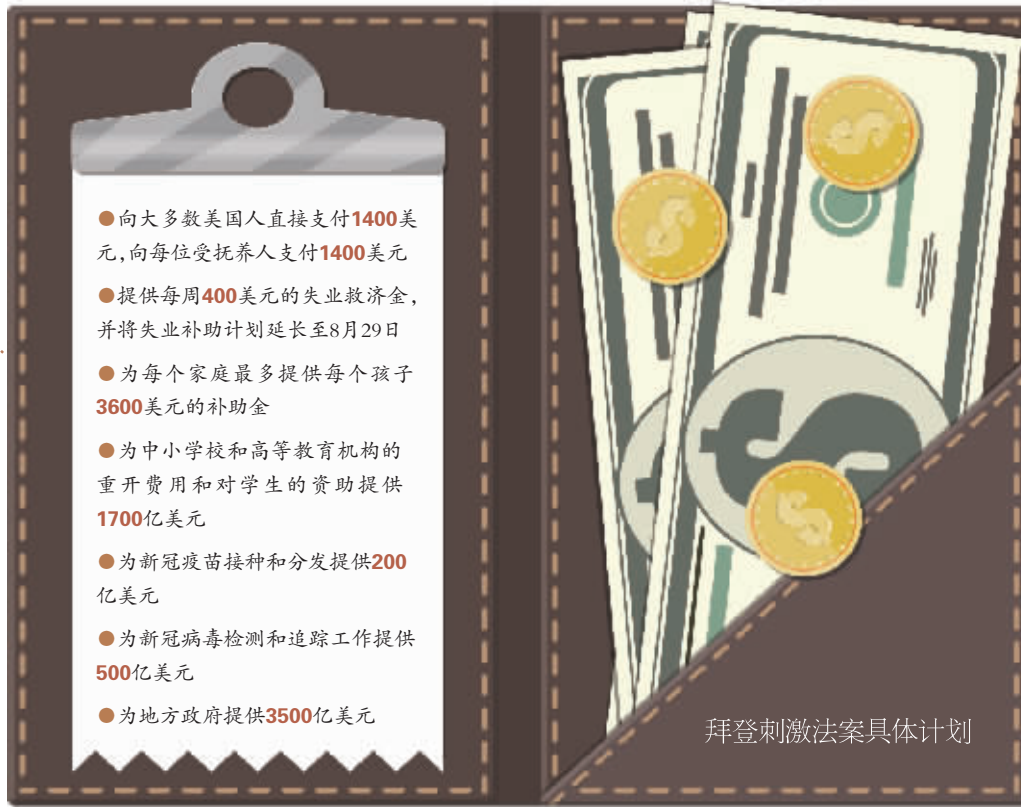 ●向大多数美国人直接支付1400美
元,向每位受抚养人支付1400美元
●提供每周400美元的失业救济金,
并将失业补助计划延长至8月29日
●为每个家庭最多提供每个孩子
3600美元的补助金
●为中小学校和高等教育机构的
重开费用和对学生的资助提供
1700亿美元
●为新冠疫苗接种和分发提供200
亿美元
●为新冠病毒检测和追踪工作提供
500亿美元
●为地方政府提供3500亿美元
拜登刺激法案具体计划